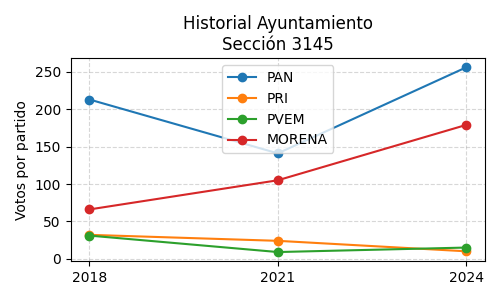 Historial Ayuntamiento
Sección 3145
Votos por partido
250
200
150
100
50
0
PAN
PRI
PVEM
MORENA
2018
2021
2024